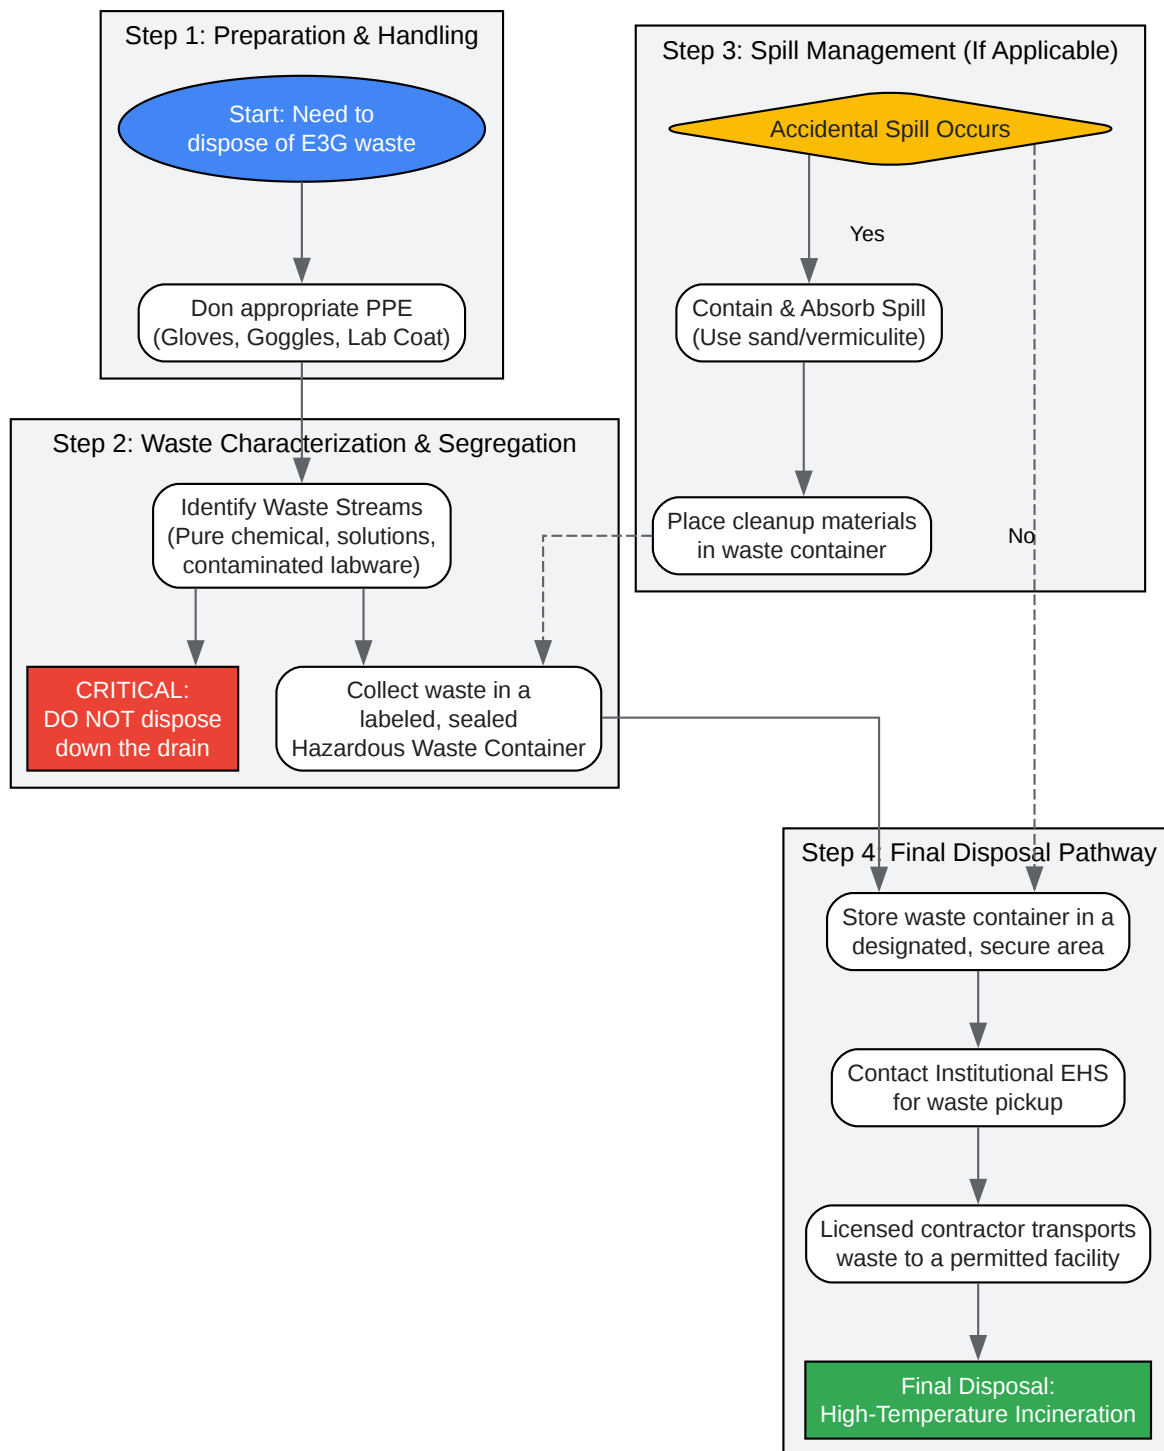 Step 1: Preparation & Handling
Start: Need to
dispose of E3G waste
Don appropriate PPE
(Gloves, Goggles, Lab Coat)
Step 2: Waste Characterization & Segregation
Identify Waste Streams
(Pure chemical, solutions,
contaminated labware)
CRITICAL:
DO NOT dispose
down the drain
Collect waste in a
labeled, sealed
Hazardous Waste Container
Step 3: Spill Management (If Applicable)
Accidental Spill Occurs
Yes
Contain & Absorb Spill
(Use sand/vermiculite)
Place cleanup materials
in waste container
No
Step 4: Final Disposal Pathway
Store waste container in a
designated, secure area
Contact Institutional EHS
for waste pickup
Licensed contractor transports
waste to a permitted facility
Final Disposal:
High-Temperature Incineration